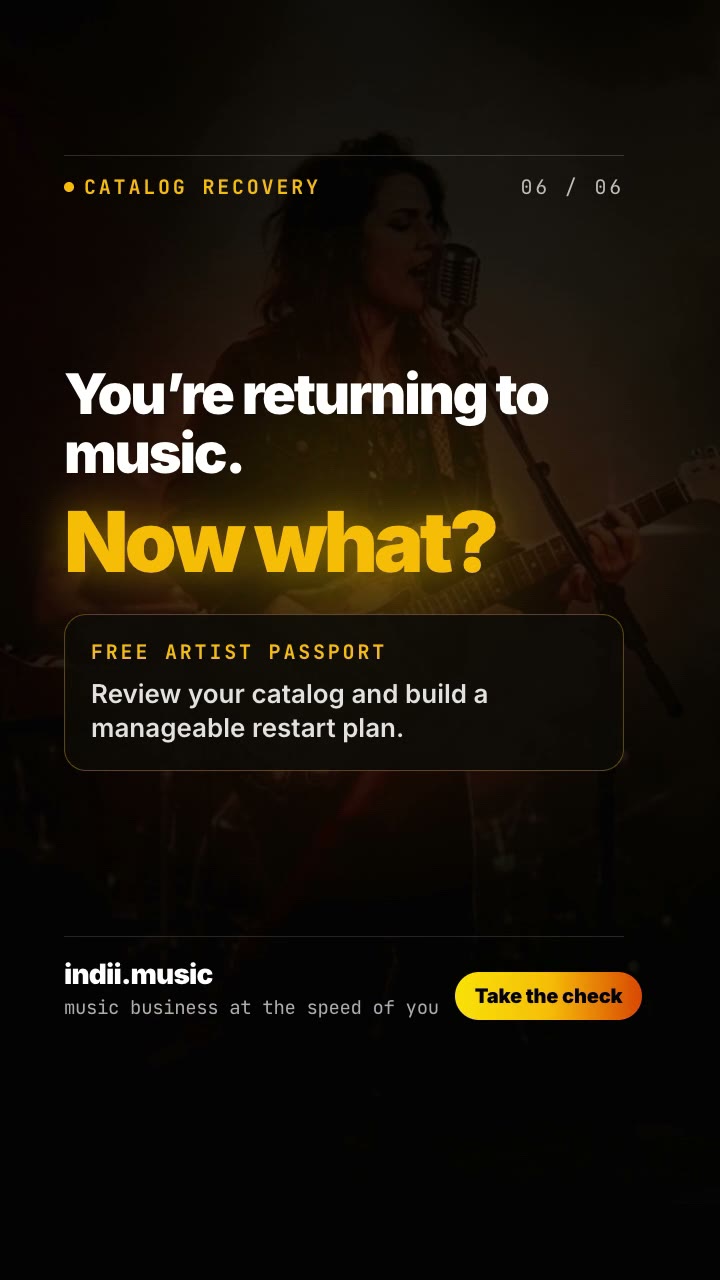 CATALOG RECOVERY 06 / 06
You’re returning to
music.
Now what?
FREE ARTIST PASSPORT
Review your catalog and build a
manageable restart plan.
indii.music
music business at the speed of you
Take the check